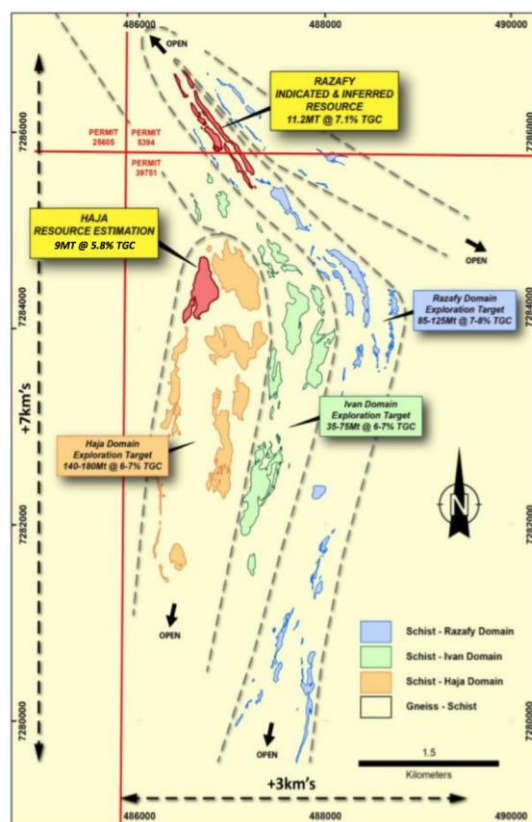 486000
488000
490000
OPEN
RAZAFY
INDICATED & INFERRED
RESOURCE
11.2MT @ 7.1% TGC
7286000
7286000
PERMIT PERMIT
25605 5394
PERMIT
39751
HAJA
RESOURCE ESTIMATION
9MT @ 5.8% TGC
OPEN
7284000
7284000
Razafy Domain
Exploration Target
85-125Mt @ 7-8% TGC
+7km's
Ivan Domain
Exploration Target
35-75Mt @ 6-7% TGC
Haja Domain
Exploration Target
140-180Mt @ 6-7% TGC
N
7282000
7282000
OPEN
Schist - Razafy Domain
Schist - Ivan Domain
Schist - Haja Domain
Gneiss - Schist
7280000
7280000
OPEN
1.5
Kilometers
+3km's
486000
488000
490000